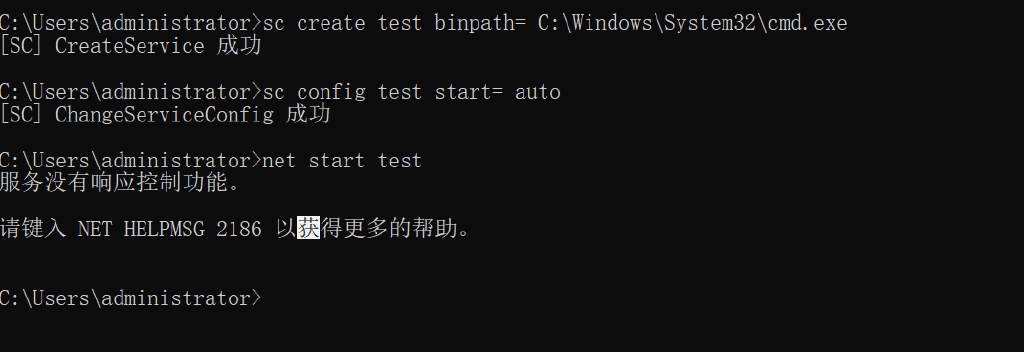 C:\Users\administrator>sc create test binpath= C:\Windows\System32\cmd.exe
[SC] CreateService 成功
C:\Users\administrator>sc config test start= auto
[SC] ChangeServiceConfig 成功
C:\Users\administrator>net start test
服务没有响应控制功能。
请键入 NET HELPMSG 2186 以获得更多的帮助。
C:\Users\administrator>